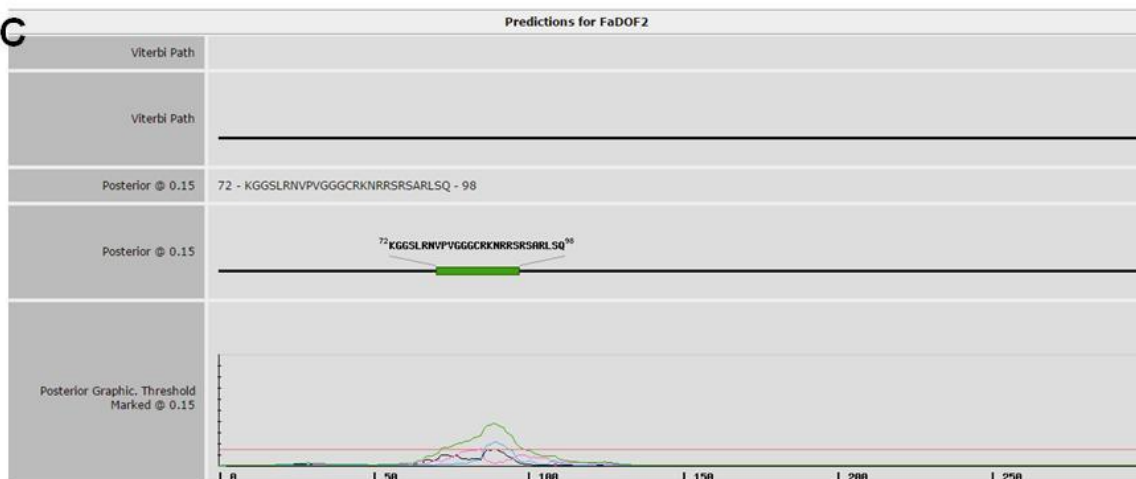 C
Predictions for FaDOF2
Viterbi Path
Viterbi Path
Posterior @ 0.15
72 - KGGSLRNVPVGGGCRKNRRSRSARLSQ - 98
Posterior @ 0.15
72KGGSLRNVPVGGGCRKNRRSRSARLSQ98
Posterior Graphic. Threshold
Marked @ 0.15
0 50 100 150 200 250